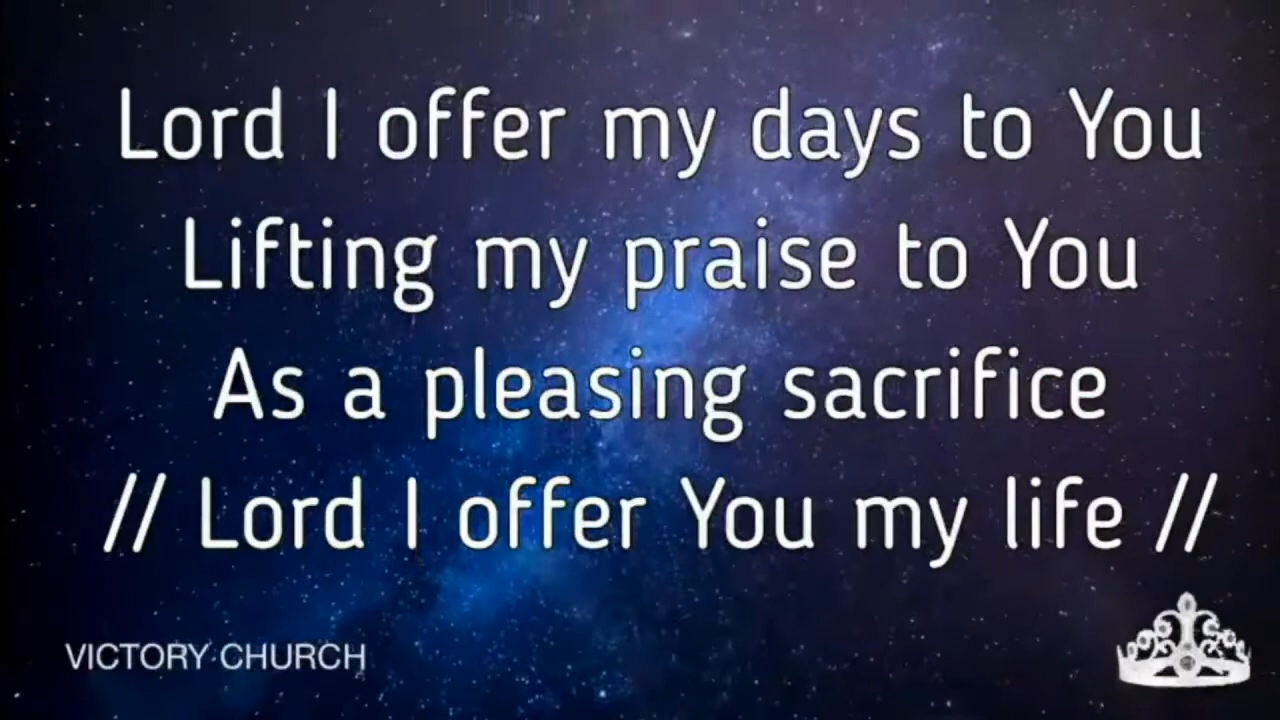 Lord I offer my days to You
Lifting my praise to You
As a pleasing sacrifice
// Lord I offer You my life //
VICTORY CHURCH